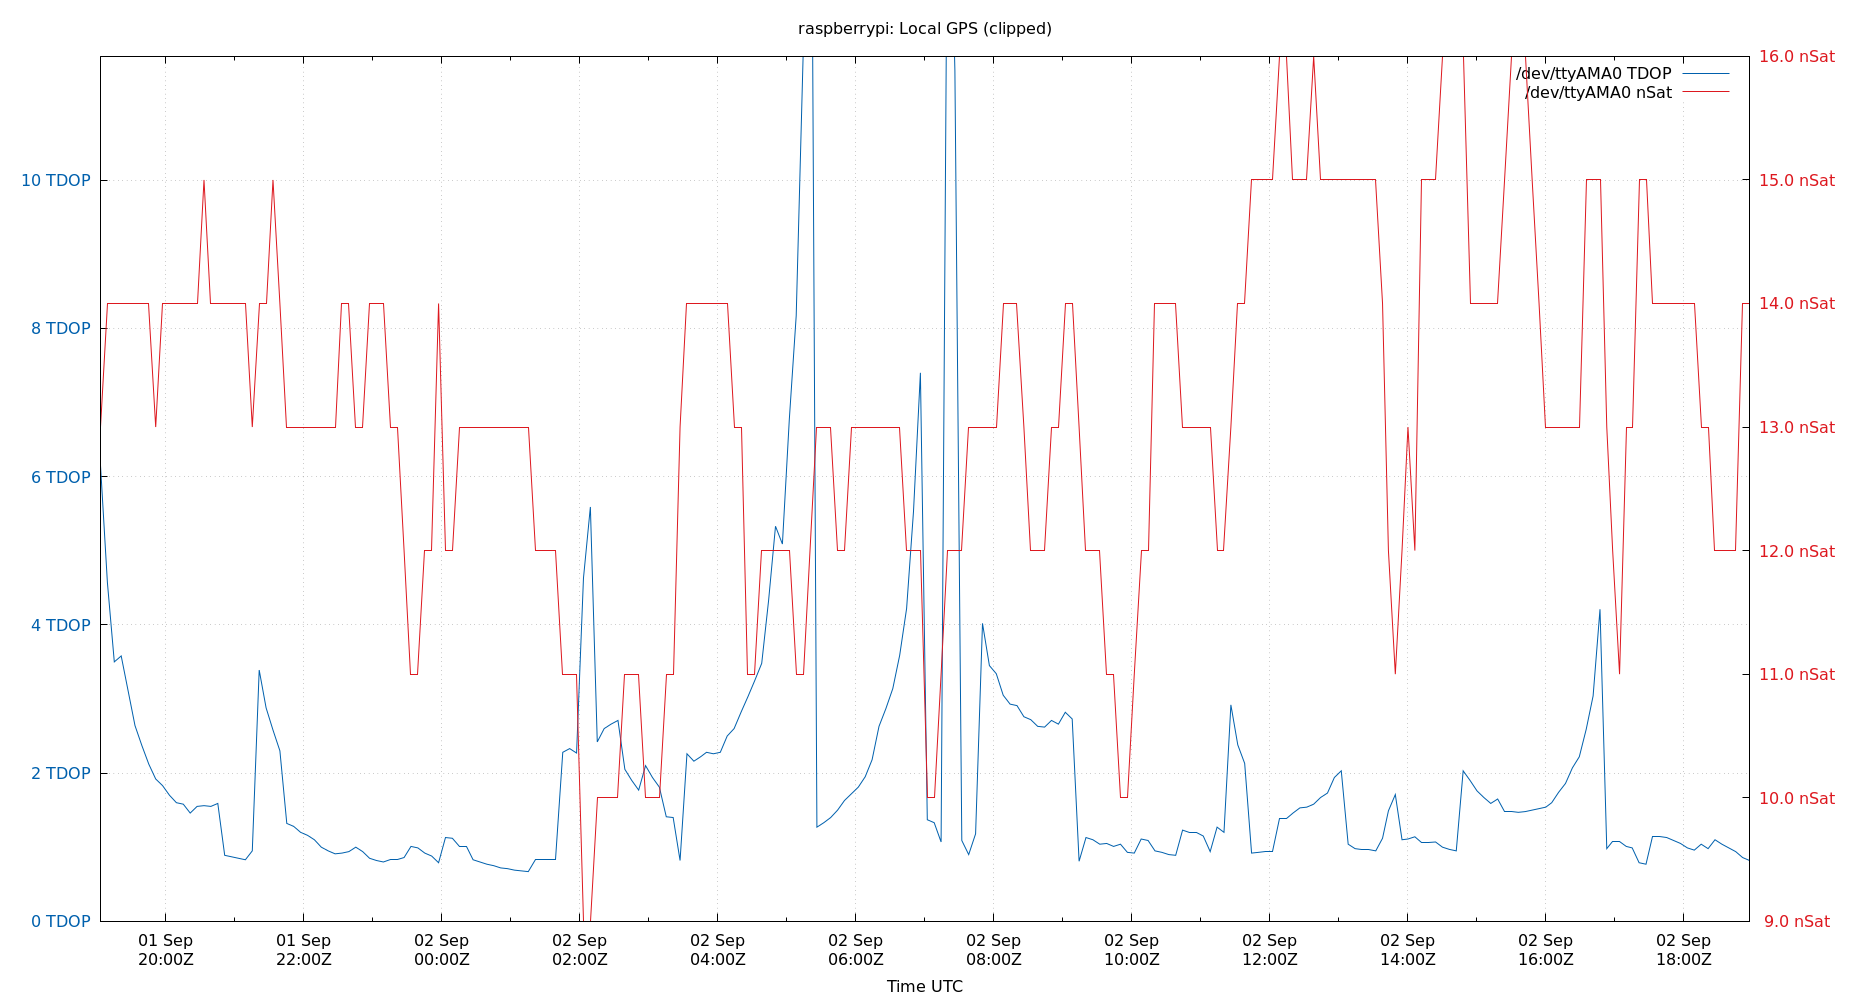 raspberrypi: Local GPS (clipped)
16.0 nSat
/dev/ttyAMA0 TDOP
/dev/ttyAMA0 nSat
10 TDOP
15.0 nSat
14.0 nSat
8 TDOP
13.0 nSat
6 TDOP
12.0 nSat
4 TDOP
11.0 nSat
2 TDOP
10.0 nSat
0 TDOP
9.0 nSat
01 Sep 01 Sep 02 Sep 02 Sep 02 Sep 02 Sep 02 Sep 02 Sep 02 Sep 02 Sep 02 Sep 02 Sep
20:00Z 22:00Z 00:00Z 02:00Z 04:00Z 06:00Z 08:00Z 10:00Z 12:00Z 14:00Z 16:00Z 18:00Z
Time UTC